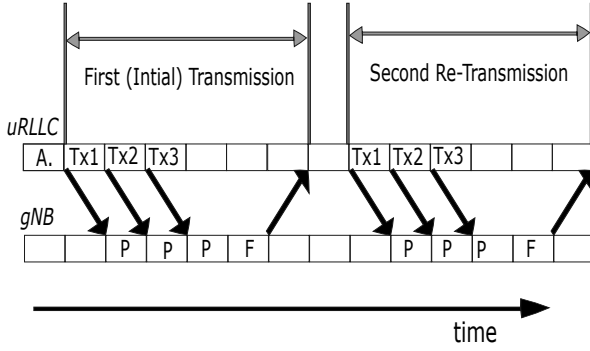 First (Intial) Transmission
Second Re-Transmission
uRLLC
A. Tx1 Tx2 Tx3 Tx1 Tx2 Tx3
gNB
P P P F P P P F
time